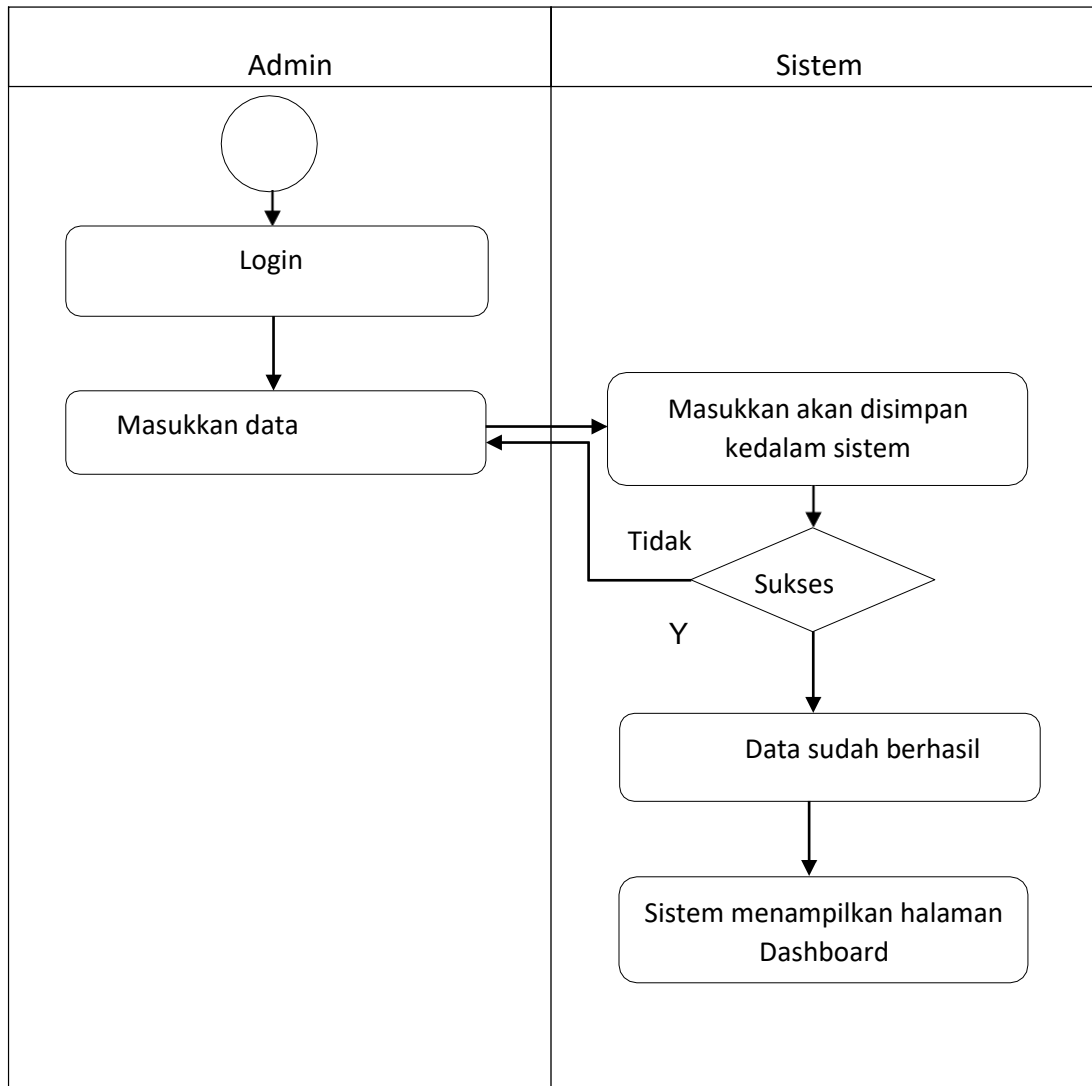 Admin
Sistem
Login
Masukkan data
Masukkan akan disimpan
kedalam sistem
Tidak
Sukses
Y
Data sudah berhasil
Sistem menampilkan halaman
Dashboard